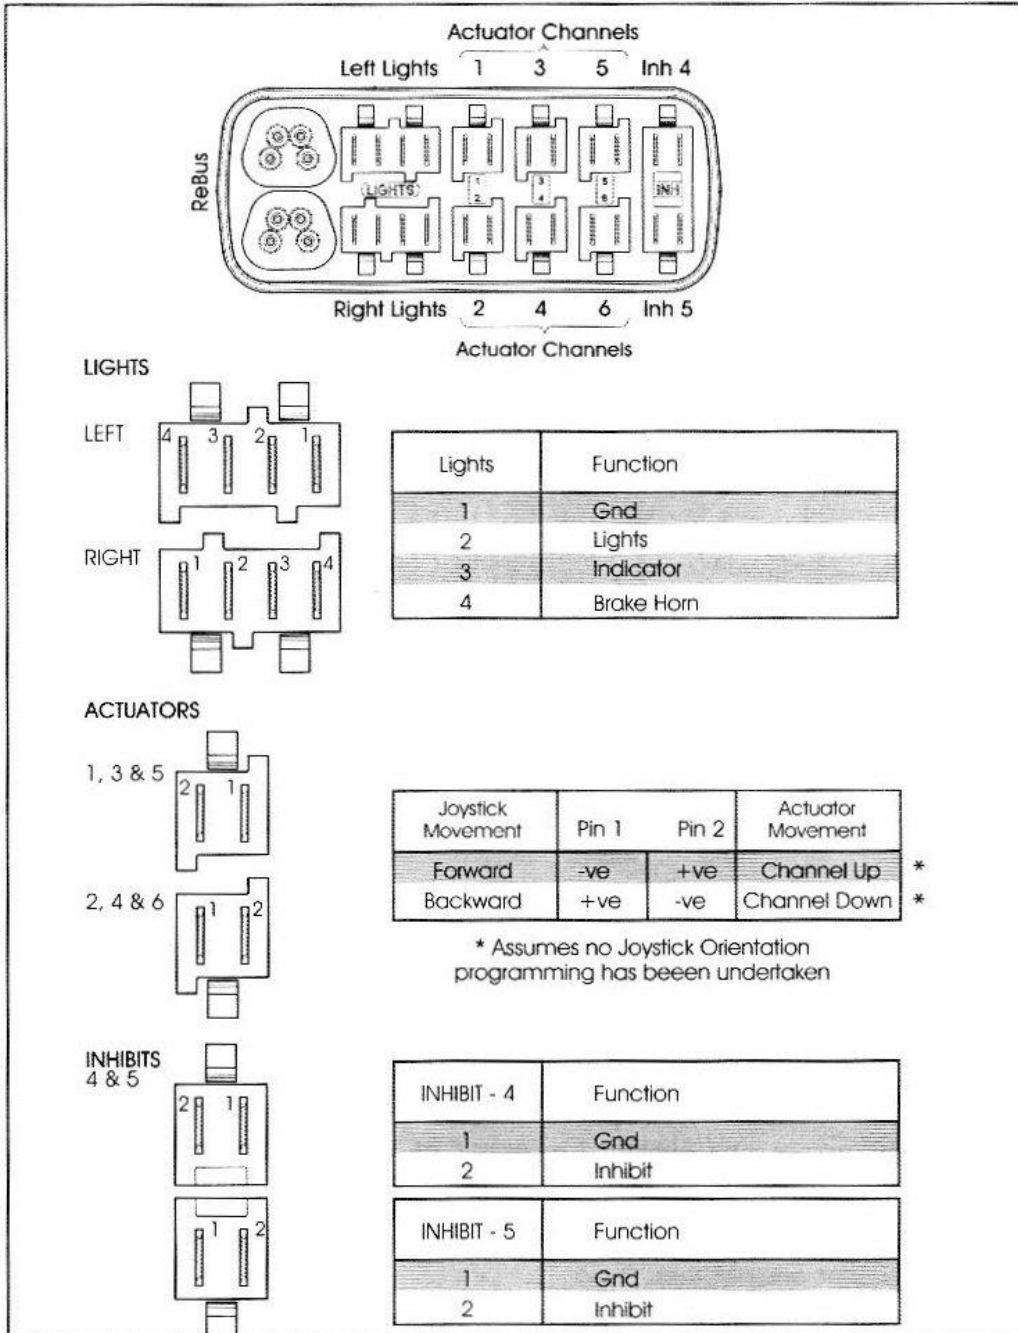 Actuator Channels
Left Lights 1 3 5 Inh 4
ReBus
LIGHTS
1 3 5
2 4 6
INH
Right Lights 2 4 6 Inh 5
Actuator Channels
LIGHTS
LEFT
4 3 2 1
RIGHT
1 2 3 4
Lights Function
1 Gnd
2 Lights
3 Indicator
4 Brake Horn
ACTUATORS
1, 3 & 5
2 1
2, 4 & 6
1 2
Joystick Movement Pin 1 Pin 2 Actuator Movement
Forward -ve +ve Channel Up *
Backward +ve -ve Channel Down *
* Assumes no Joystick Orientation
programming has beeen undertaken
INHIBITS
4 & 5
2 1
1 2
INHIBIT - 4 Function
1 Gnd
2 Inhibit
INHIBIT - 5 Function
1 Gnd
2 Inhibit